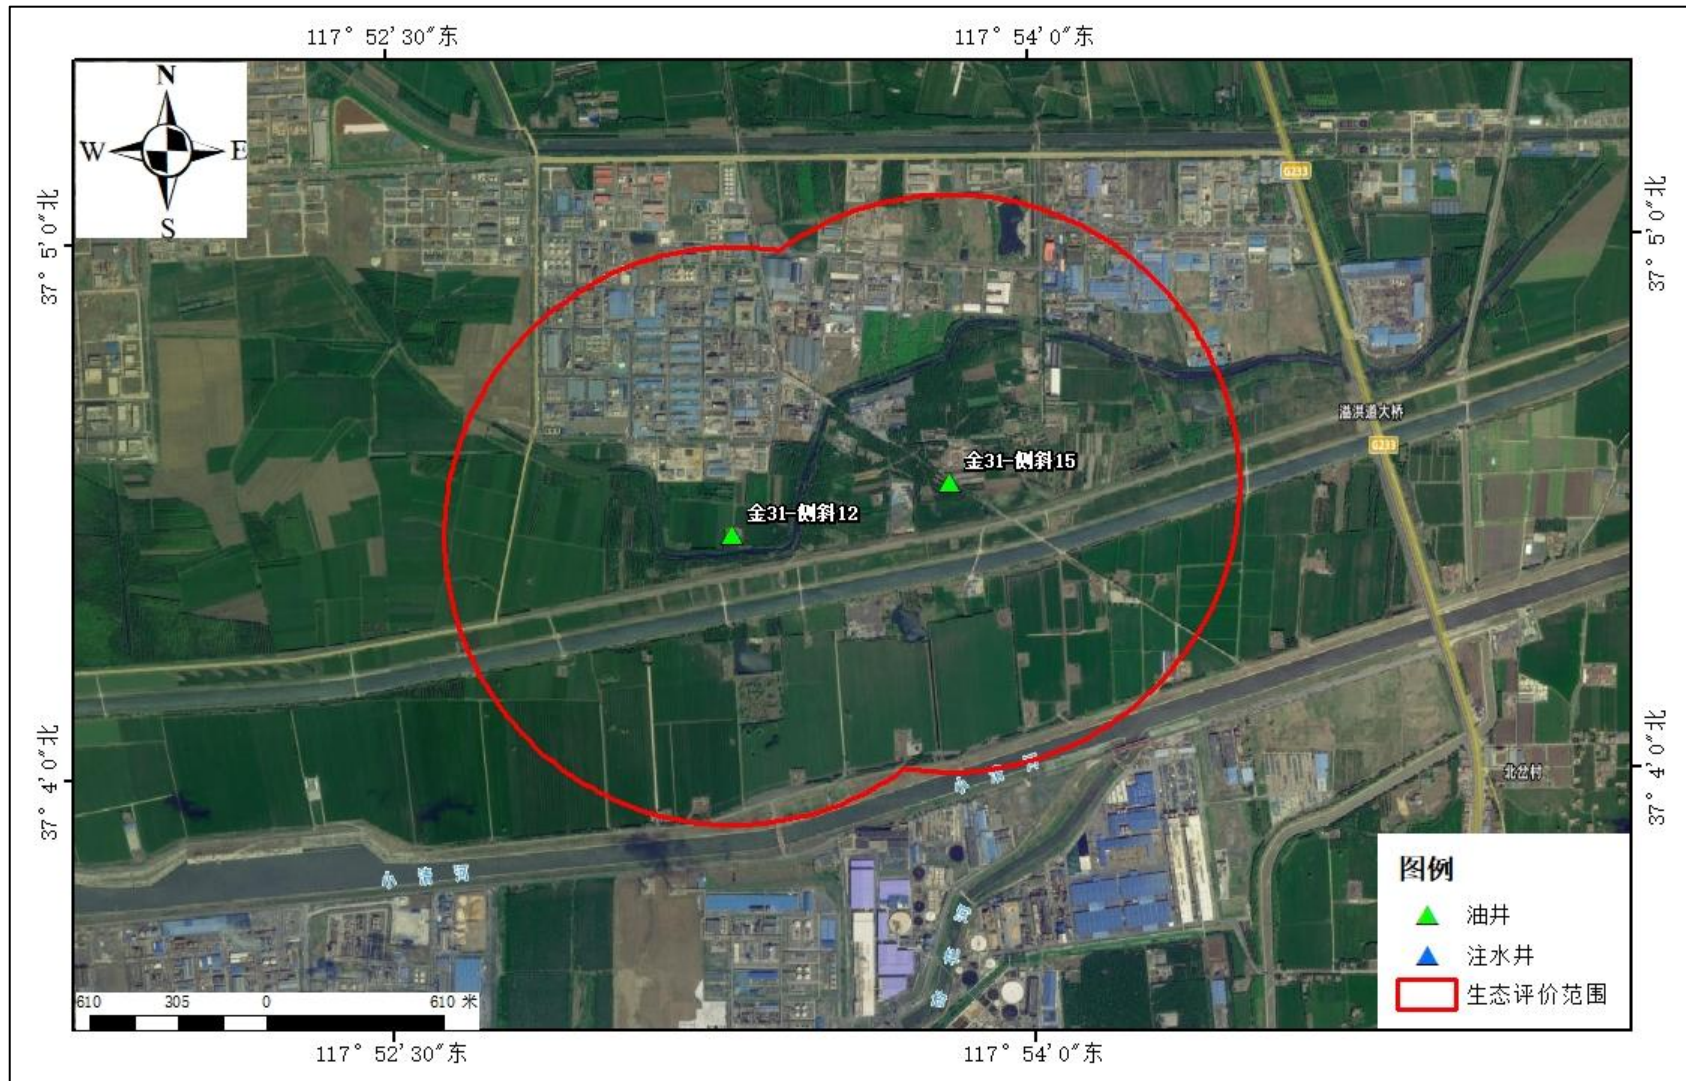 117° 52'30"东
117° 54'0"东
N
W
E
S
G233
37° 5'0"北
37° 5'0"北
溢洪道大桥
G233
金31-侧斜15
金31-侧斜12
37° 4'0"北
37° 4'0"北
北岔村
小清河
图例
油井
注水井
生态评价范围
610 305 0 610 米
117° 52'30"东
117° 54'0"东